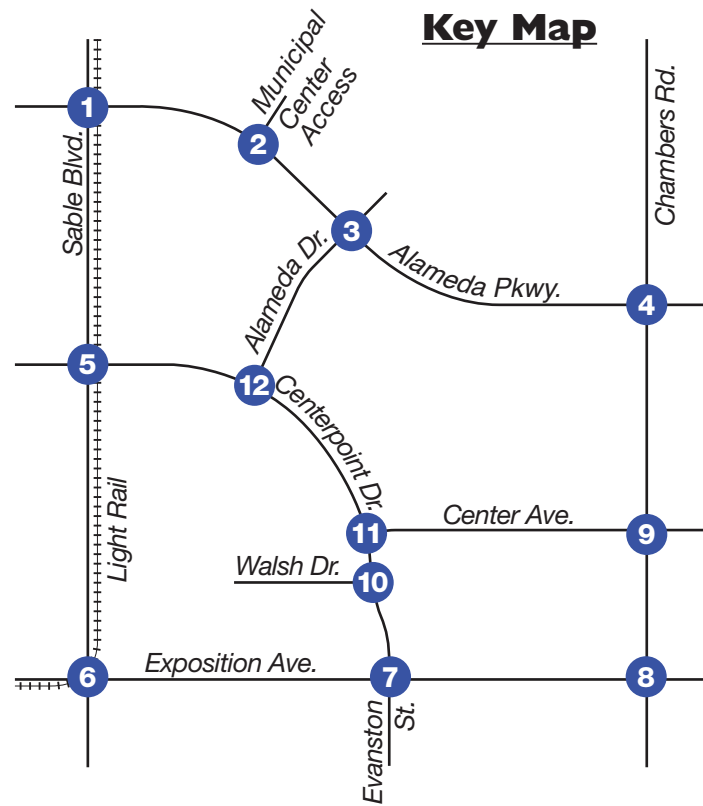 Key Map
Municipal
Center
Access
Chambers Rd.
1
2
Sable Blvd.
3
Alameda Dr.
Alameda Pkwy.
4
5
12
Centerpoint Dr.
Light Rail
11
Center Ave.
9
Walsh Dr.
10
6
Exposition Ave.
7
8
Evanston
St.